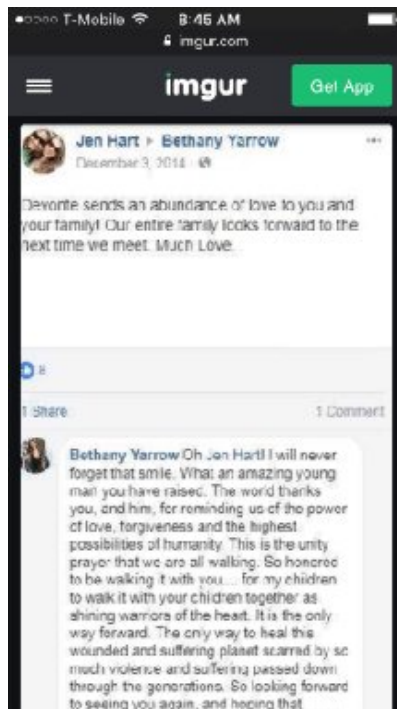 T-Mobile 8:46 AM
imgur.com
imgur Get App
Jen Hart ▸ Bethany Yarrow
December 3, 2014
Devonte sends an abundance of love to you and
your family! Our entire family looks forward to the
next time we meet. Much Love.
8
1 Share 1 Comment
Bethany Yarrow Oh Jen Hart! I will never
forget that smile. What an amazing young
man you have raised. The world thanks
you, and him, for reminding us of the power
of love, forgiveness and the highest
possibilities of humanity. This is the unity
prayer that we are all walking. So honored
to be walking it with you.... for my children
to walk it with your children together as
shining warriors of the heart. It is the only
way forward. The only way to heal this
wounded and suffering planet scarred by so
much violence and suffering passed down
through the generations. So looking forward
to seeing you again, and hoping that